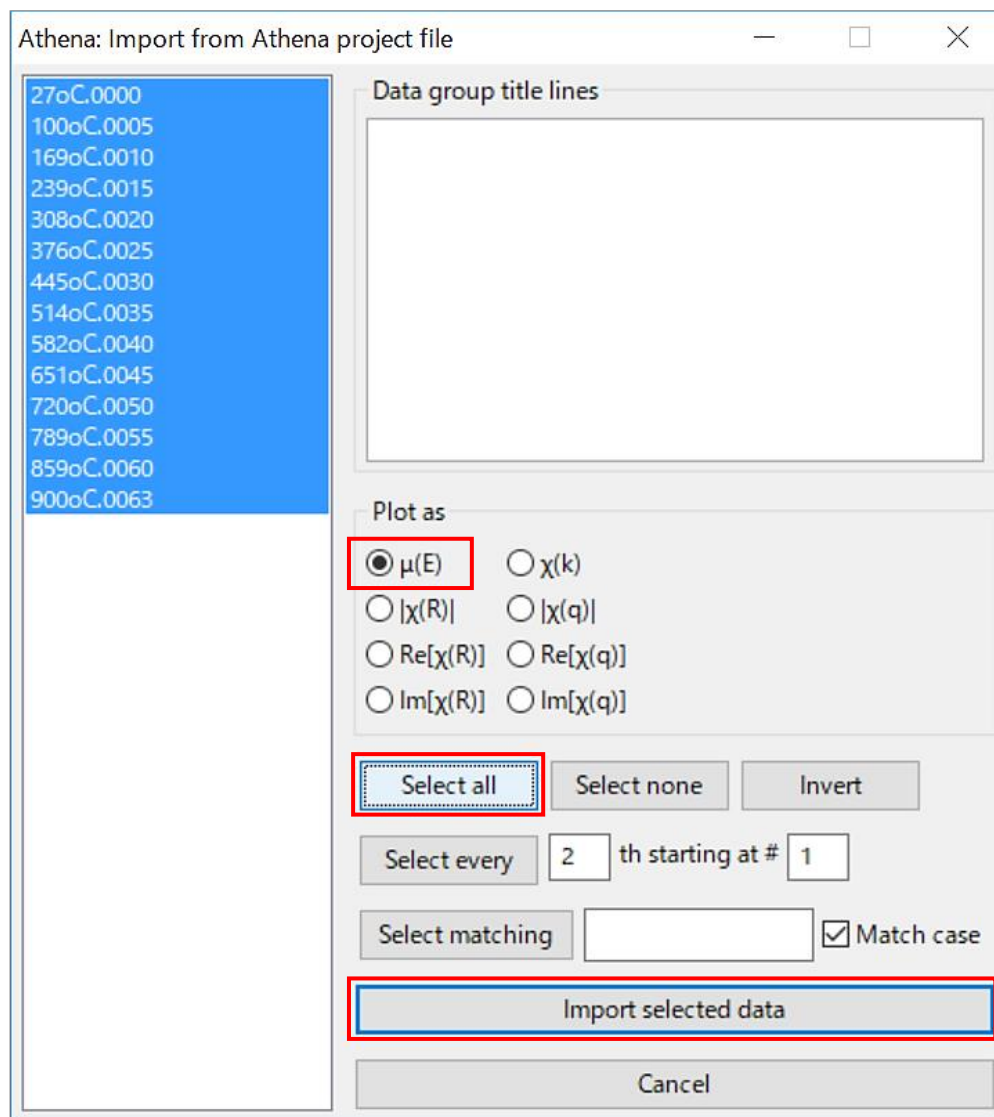 Athena: Import from Athena project file
27oC.0000
100oC.0005
169oC.0010
239oC.0015
308oC.0020
376oC.0025
445oC.0030
514oC.0035
582oC.0040
651oC.0045
720oC.0050
789oC.0055
859oC.0060
900oC.0063
Data group title lines
Plot as
μ(E) χ(k)
|χ(R)| |χ(q)|
Re[χ(R)] Re[χ(q)]
Im[χ(R)] Im[χ(q)]
Select all Select none Invert
Select every 2 th starting at # 1
Select matching Match case
Import selected data
Cancel